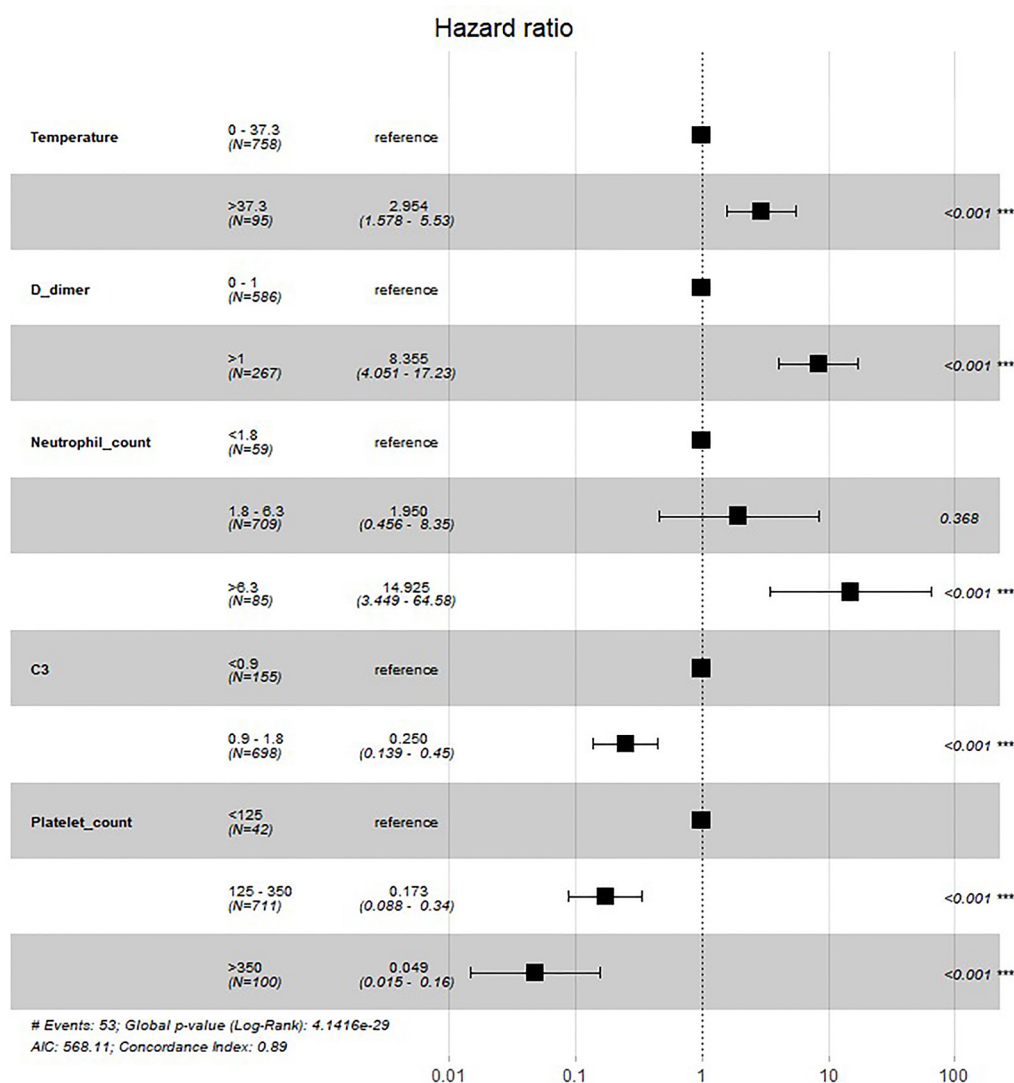 Hazard ratio
Temperature 0 - 37.3 reference
(N=758)
>37.3 2.954 <0.001 ***
(N=95) (1.578 - 5.53)
D_dimer 0 - 1 reference
(N=586)
>1 8.355 <0.001 ***
(N=267) (4.051 - 17.23)
Neutrophil_count <1.8 reference
(N=59)
1.8 - 6.3 1.950 0.368
(N=709) (0.456 - 8.35)
>6.3 14.925 <0.001 ***
(N=85) (3.449 - 64.58)
C3 <0.9 reference
(N=155)
0.9 - 1.8 0.250 <0.001 ***
(N=698) (0.139 - 0.45)
Platelet_count <125 reference
(N=42)
125 - 350 0.173 <0.001 ***
(N=711) (0.088 - 0.34)
>350 0.049 <0.001 ***
(N=100) (0.015 - 0.16)
# Events: 53; Global p-value (Log-Rank): 4.1416e-29
AIC: 568.11; Concordance Index: 0.89
0.01 0.1 1 10 100